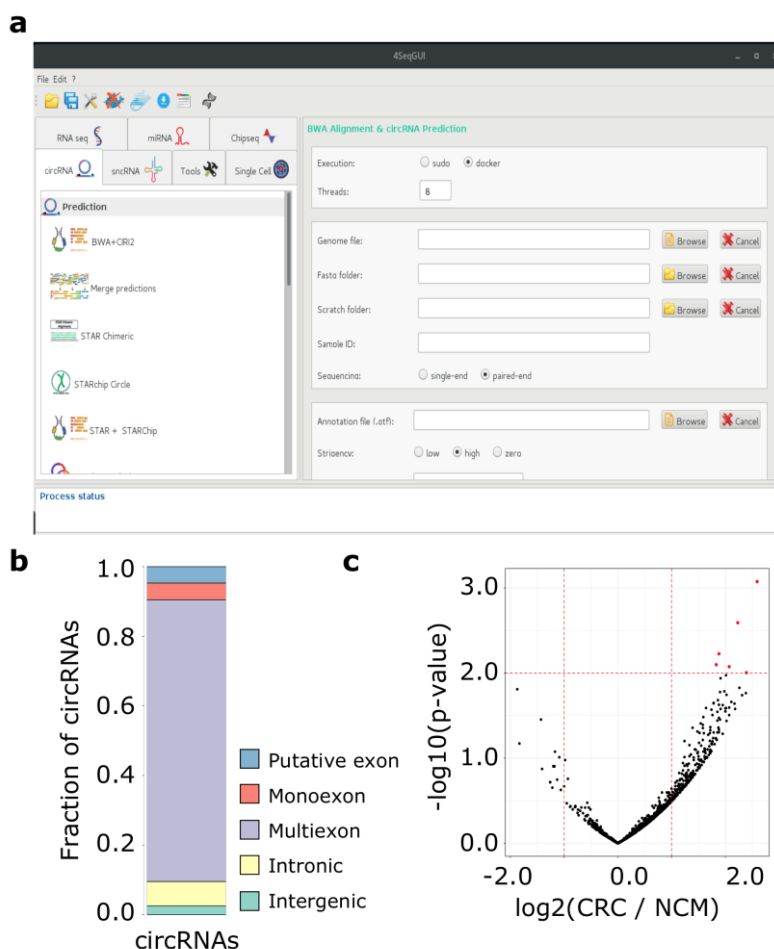 a
4SeqGUI
File Edit ?
RNA seq miRNA Chipseq
circRNA sncRNA Tools Single Cell
Prediction
BWA+CIRI2
Merge predictions
STAR Chimeric
STARchip Circle
STAR + STARChip
BWA Alignment & circRNA Prediction
Execution: sudo docker
Threads: 8
Genome file: Browse Cancel
Fasta folder: Browse Cancel
Scratch folder: Browse Cancel
Sample ID:
Sequencing: single-end paired-end
Annotation file (.gtf): Browse Cancel
Strigency: low high zero
Process status
b
1.0
0.8
0.6
0.4
0.2
0.0
Fraction of circRNAs
circRNAs
Putative exon
Monoexon
Multiexon
Intronic
Intergenic
c
3.0
2.0
1.0
0.0
-log10(p-value)
-2.0 0.0 2.0
log2(CRC / NCM)